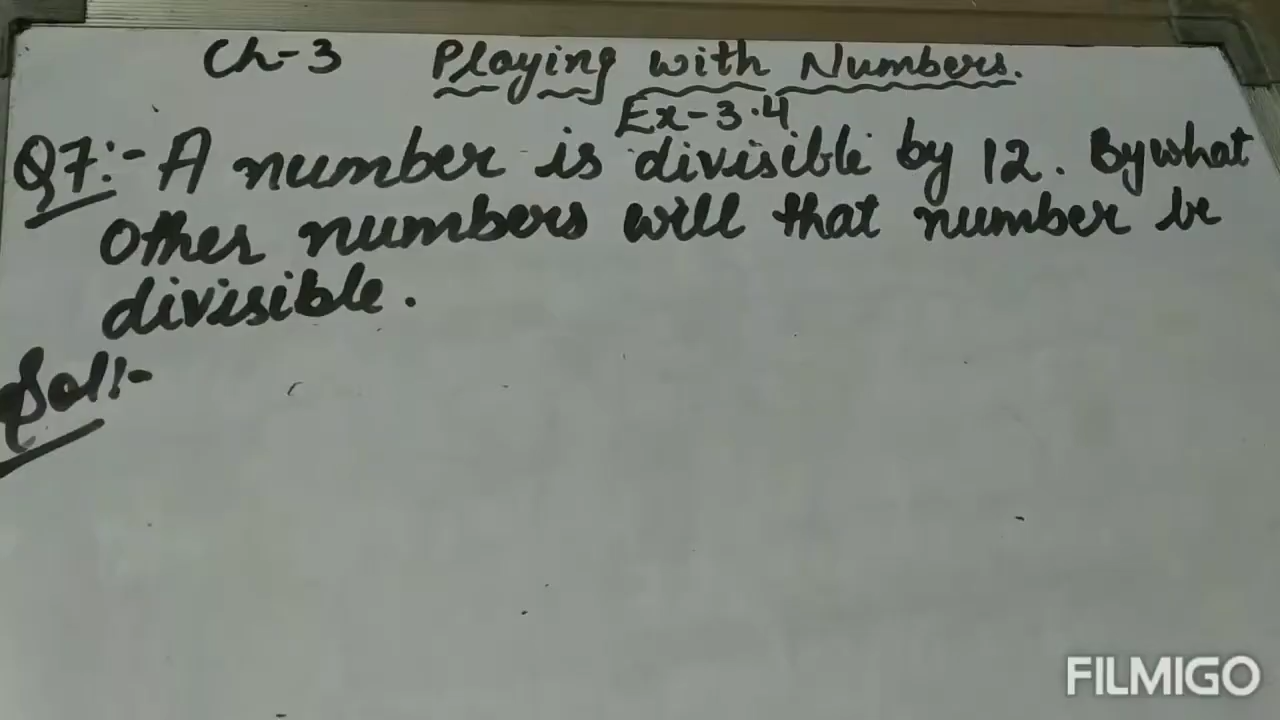 Ch-3 Playing with Numbers.
Ex-3.4
Q7:- A number is divisible by 12. By what
other numbers will that number be
divisible.
Sol:-
FILMIGO